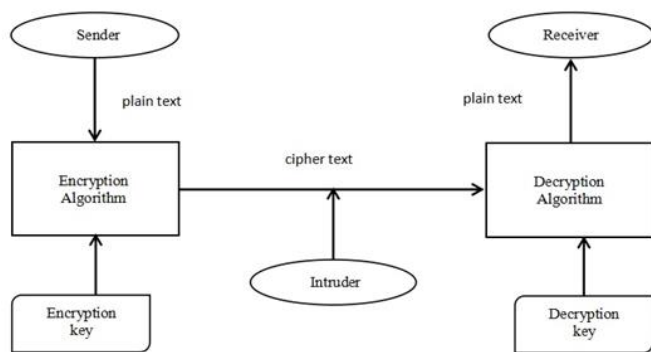 Sender
Receiver
plain text
plain text
cipher text
Encryption
Algorithm
Decryption
Algorithm
Intruder
Encryption
key
Decryption
key